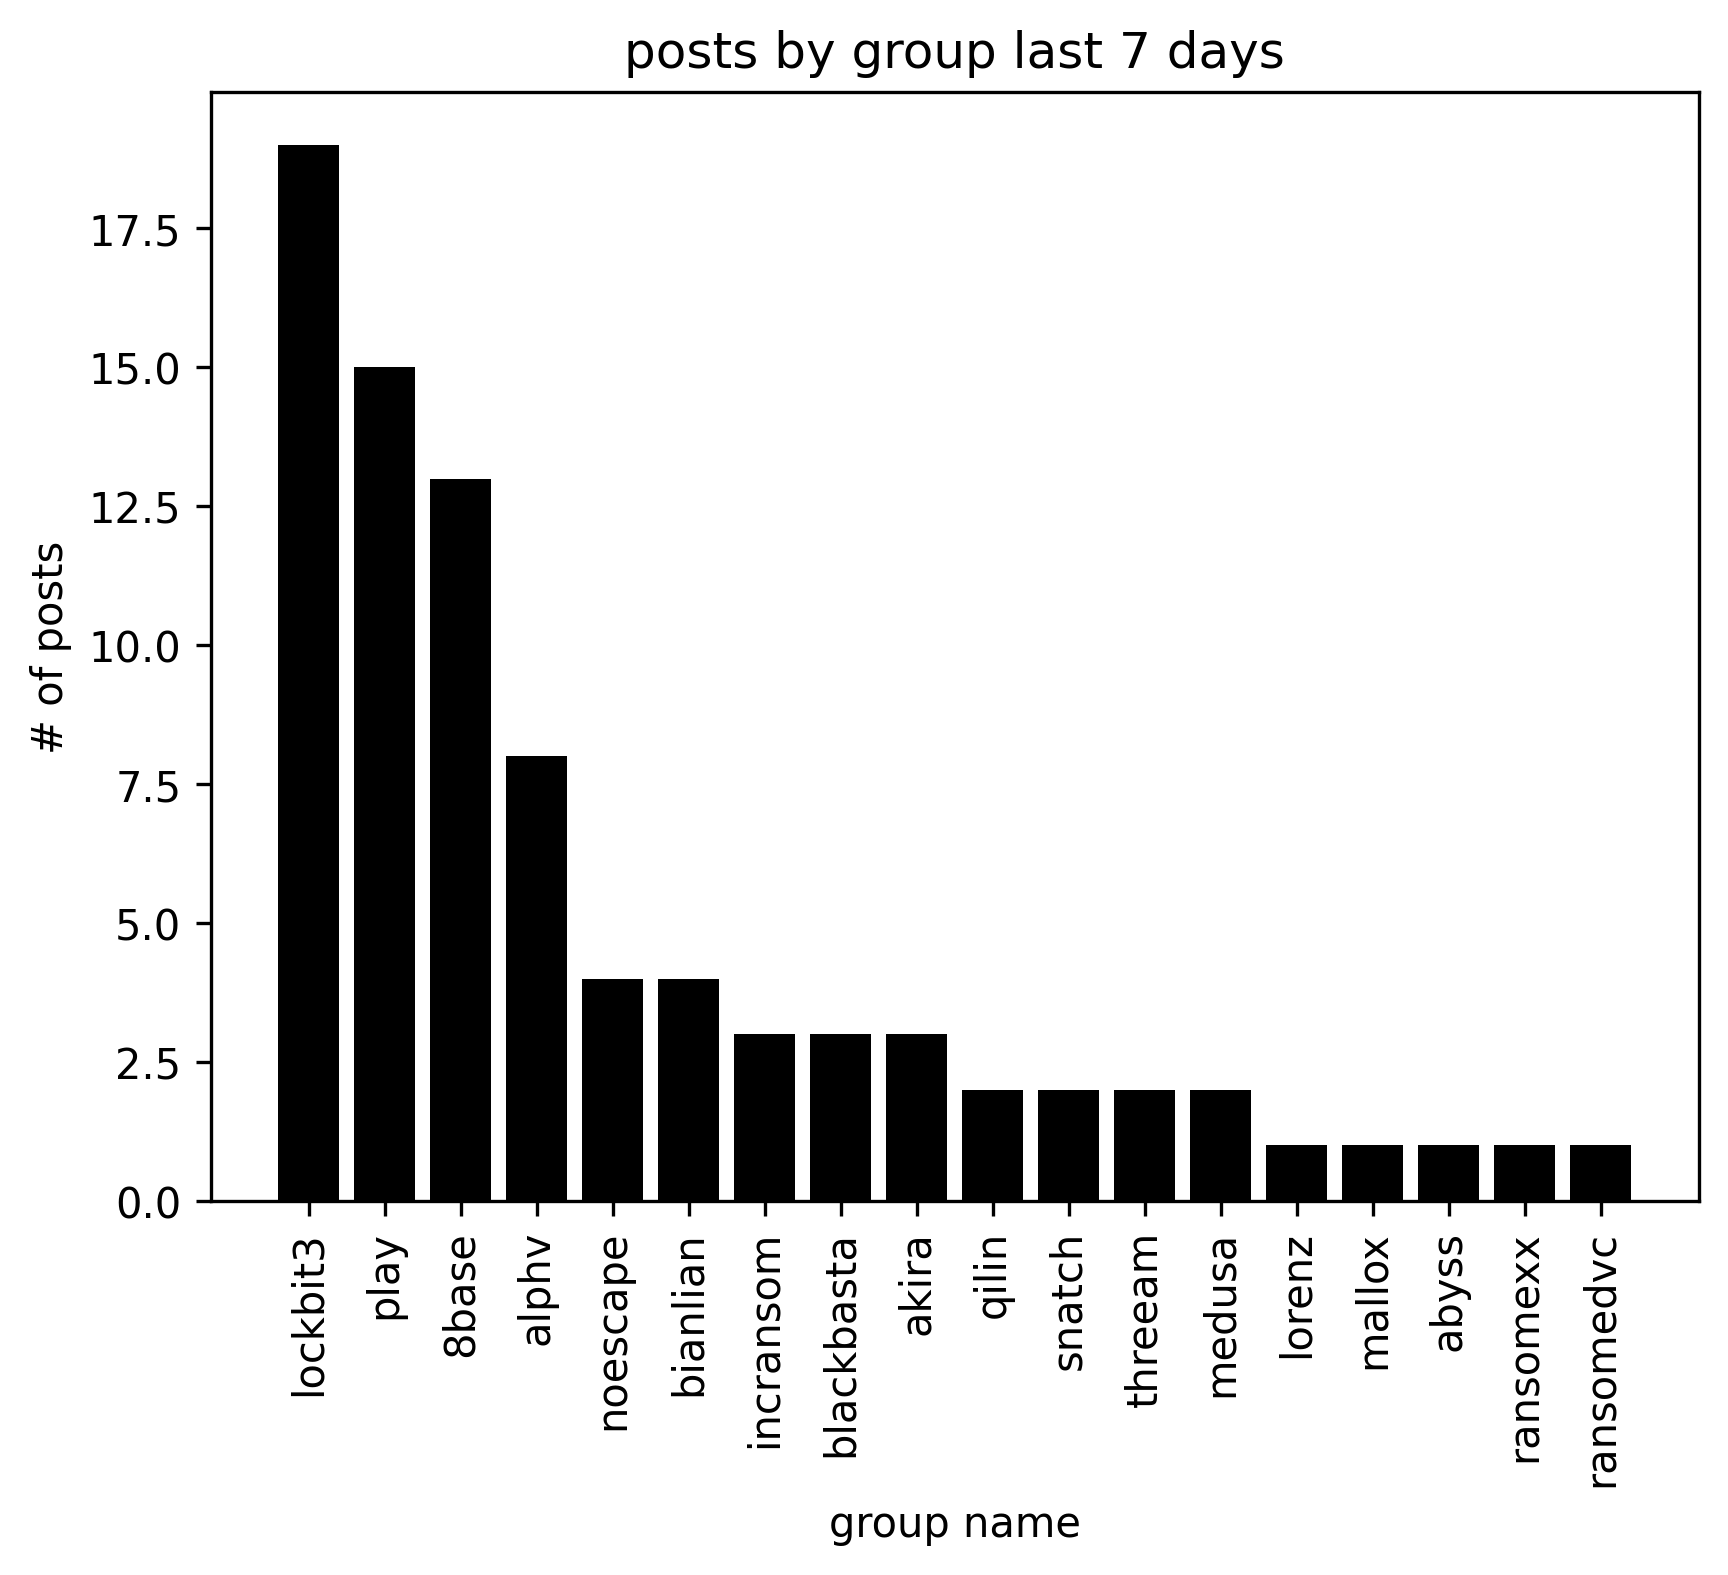 posts by group last 7 days
# of posts
17.5
15.0
12.5
10.0
7.5
5.0
2.5
0.0
lockbit3
play
8base
alphv
noescape
bianlian
incransom
blackbasta
akira
qilin
snatch
threeam
medusa
lorenz
mallox
abyss
ransomexx
ransomedvc
group name